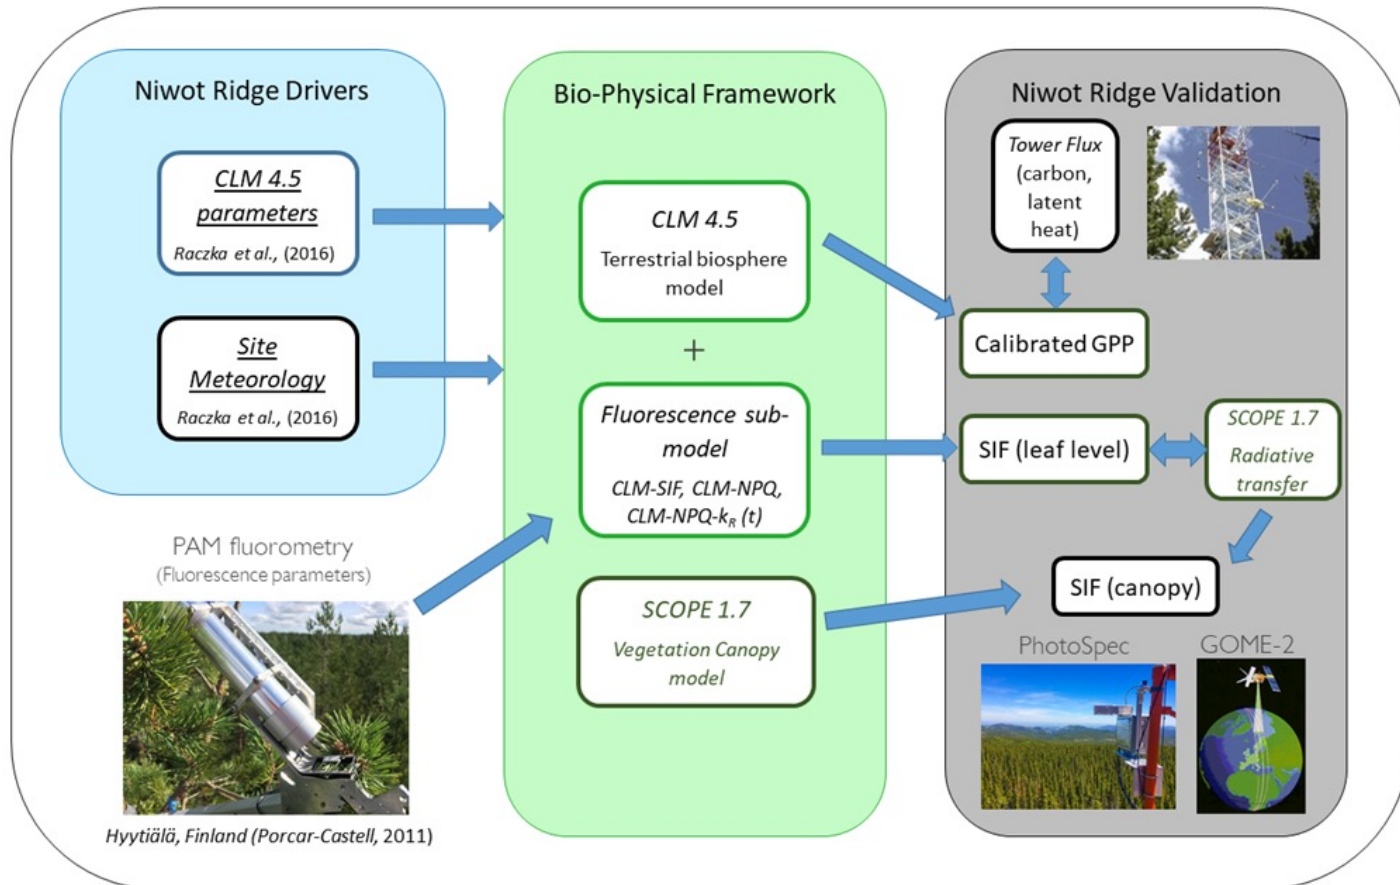 Niwot Ridge Drivers
CLM 4.5
parameters
Raczka et al., (2016)
Site
Meteorology
Raczka et al., (2016)
PAM fluorometry
(Fluorescence parameters)
Hyytiälä, Finland (Porcar-Castell, 2011)
Bio-Physical Framework
CLM 4.5
Terrestrial biosphere
model
+
Fluorescence sub-
model
CLM-SIF, CLM-NPQ,
CLM-NPQ-kR (t)
SCOPE 1.7
Vegetation Canopy
model
Niwot Ridge Validation
Tower Flux
(carbon,
latent
heat)
Calibrated GPP
SIF (leaf level)
SCOPE 1.7
Radiative
transfer
SIF (canopy)
PhotoSpec
GOME-2